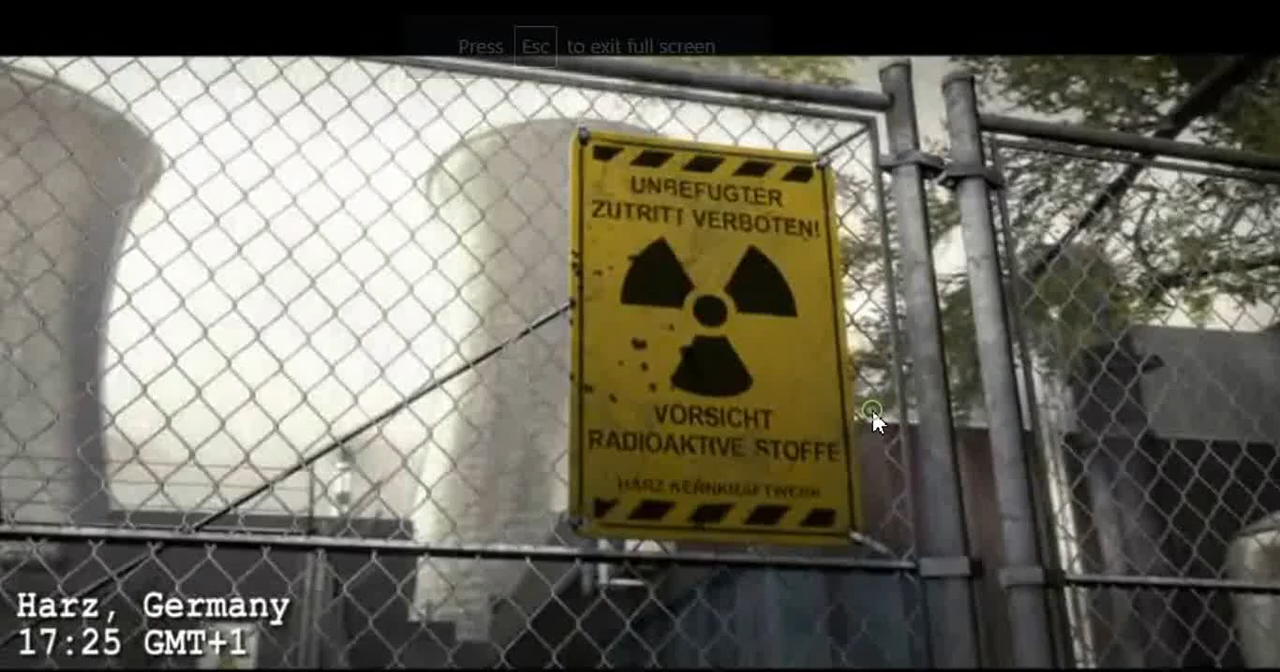 Press Esc to exit full screen
UNBEFUGTER
ZUTRITT VERBOTEN!
VORSICHT
RADIOAKTIVE STOFFE
HARZ KERNKRAFTWERK
Harz, Germany
17:25 GMT+1